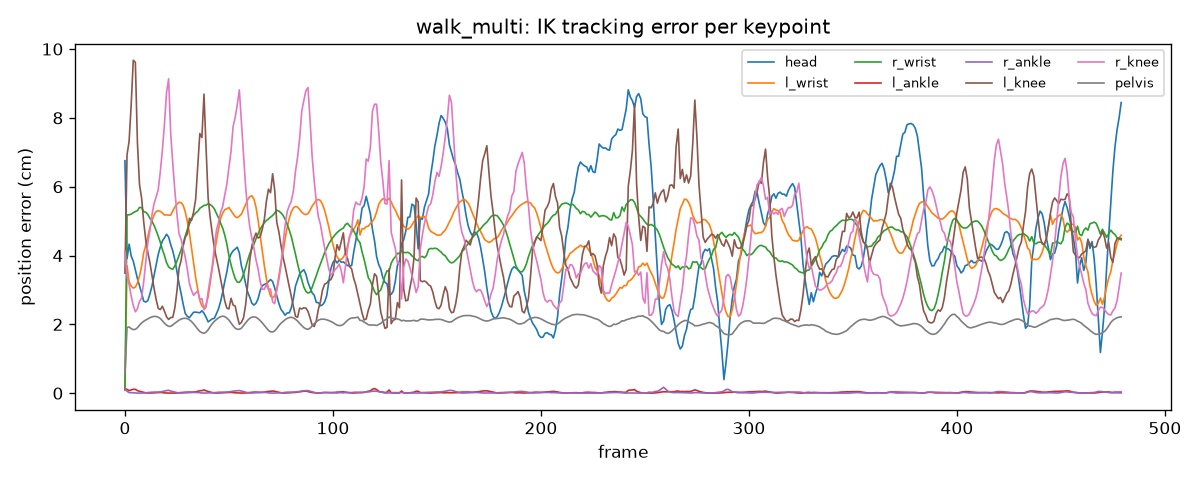 walk_multi: IK tracking error per keypoint
position error (cm)
10
8
6
4
2
0
head
l_wrist
r_wrist
l_ankle
r_ankle
l_knee
r_knee
pelvis
0 100 200 300 400 500
frame